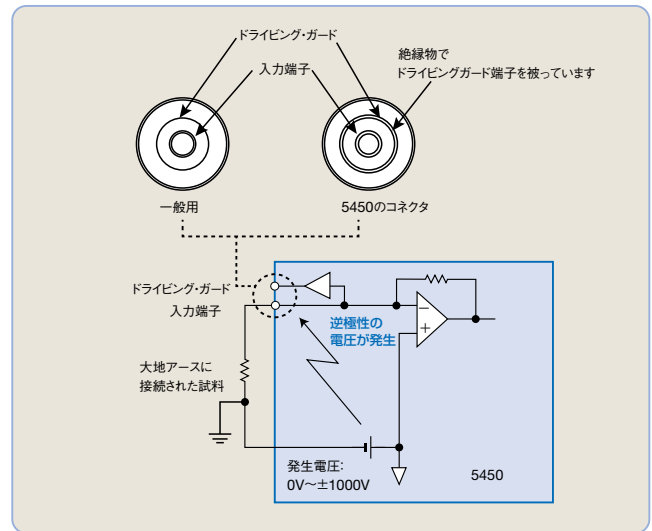 ドライビング・ガード
入力端子
絶縁物で
ドライビングガード端子を被っています
一般用
5450のコネクタ
ドライビング・ガード
入力端子
逆極性の
電圧が発生
−
+
大地アースに
接続された試料
発生電圧:
0V〜±1000V
5450